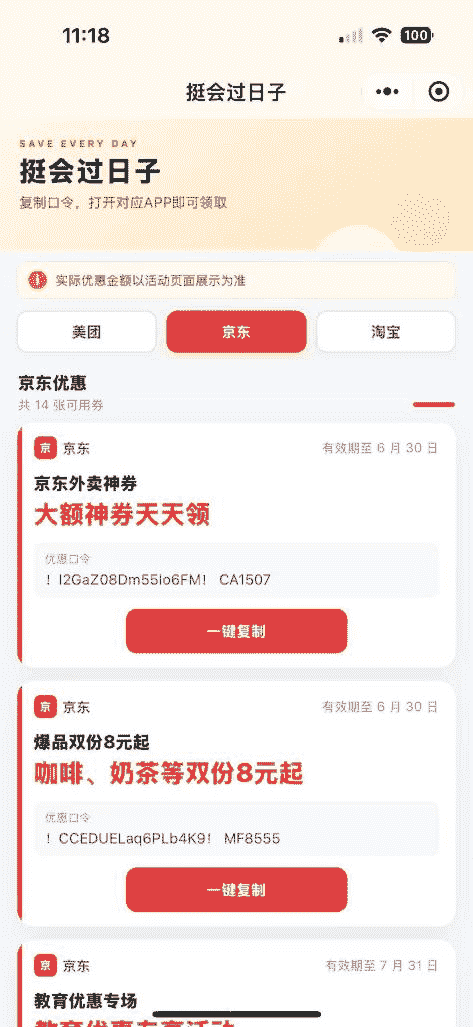 11:18
100
挺会过日子
SAVE EVERY DAY
挺会过日子
复制口令，打开对应APP即可领取
实际优惠金额以活动页面展示为准
美团
京东
淘宝
京东优惠
共 14 张可用券
京 京东
有效期至 6 月 30 日
京东外卖神券
大额神券天天领
优惠口令
！I2GaZ08Dm55Io6FM！ CA1507
一键复制
京 京东
有效期至 6 月 30 日
爆品双份8元起
咖啡、奶茶等双份8元起
优惠口令
！CCEDUELaq6PLb4K9！ MF8555
一键复制
京 京东
有效期至 7 月 31 日
教育优惠专场